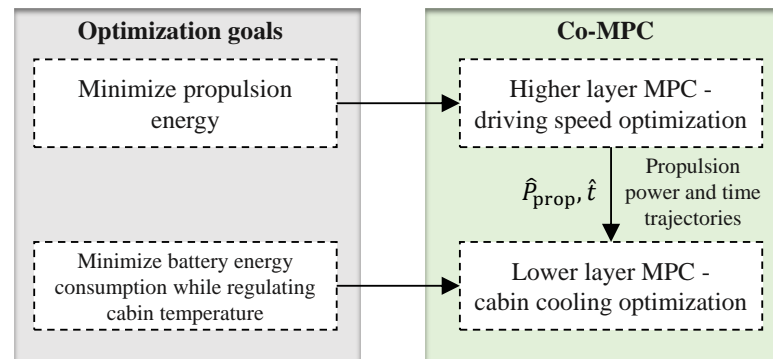 Optimization goals
Minimize propulsion
energy
Minimize battery energy
consumption while regulating
cabin temperature
Co-MPC
Higher layer MPC -
driving speed optimization
P̂prop, t̂
Propulsion
power and time
trajectories
Lower layer MPC -
cabin cooling optimization